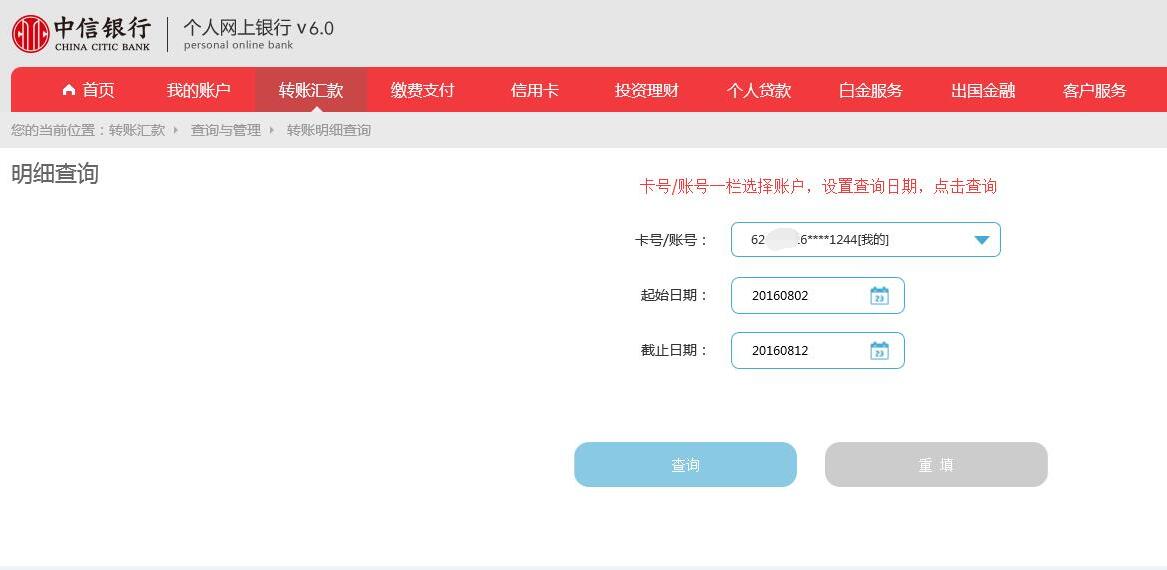 中信银行 个人网上银行 v 6.0
CHINA CITIC BANK personal online bank
首页 我的账户 转账汇款 缴费支付 信用卡 投资理财 个人贷款 白金服务 出国金融 客户服务
您的当前位置：转账汇款 查询与管理 转账明细查询
明细查询
卡号/账号一栏选择账户，设置查询日期，点击查询
卡号/账号： 62 6****1244[我的]
起始日期： 20160802
23
截止日期： 20160812
23
查询 重 填